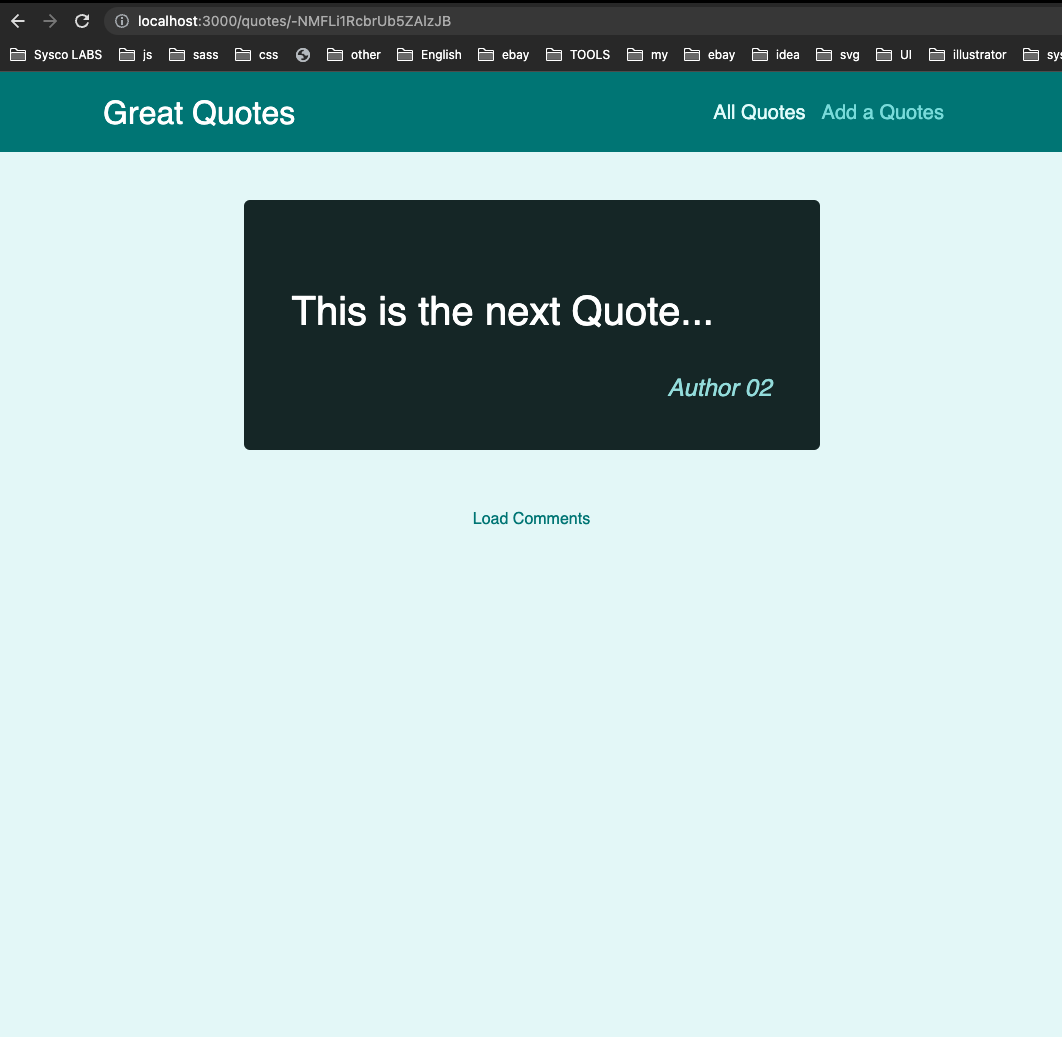 localhost:3000/quotes/-NMFLi1RcbrUb5ZAlzJB
Sysco LABS js sass css other English ebay TOOLS my ebay idea svg UI illustrator sys
Great Quotes All Quotes Add a Quotes
This is the next Quote...
Author 02
Load Comments